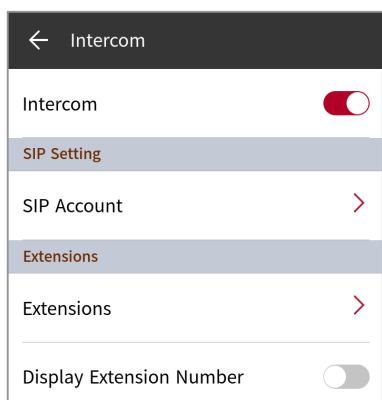 Intercom
Intercom
SIP Setting
SIP Account
Extensions
Extensions
Display Extension Number